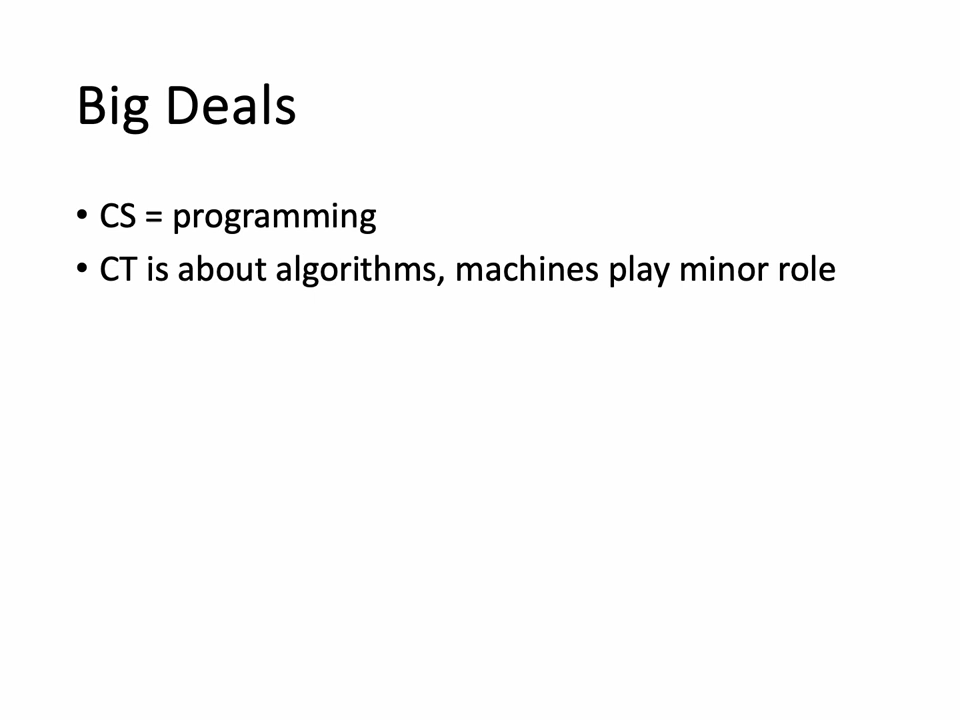 Big Deals
• CS = programming
• CT is about algorithms, machines play minor role